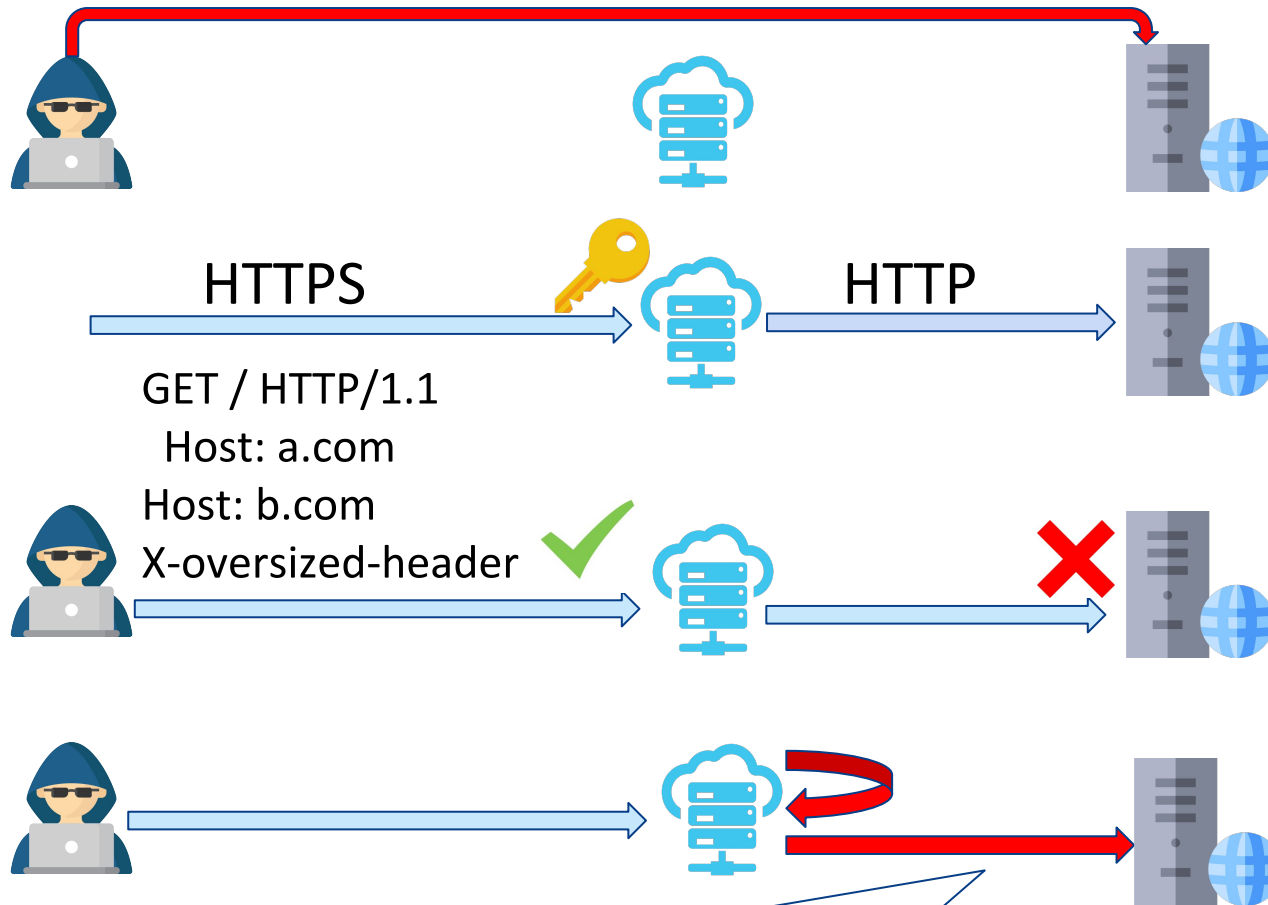 HTTPS
HTTP
GET / HTTP/1.1
Host: a.com
Host: b.com
X-oversized-header